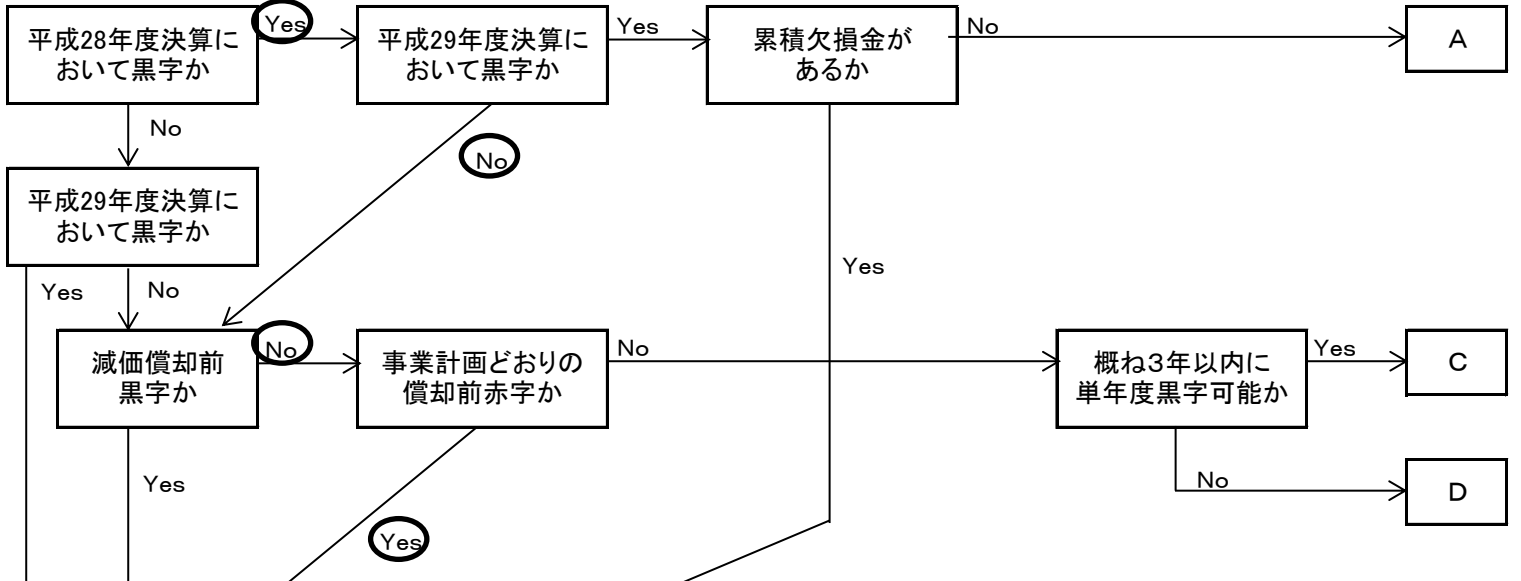 平成28年度決算に
おいて黒字か
Yes
平成29年度決算に
おいて黒字か
Yes
累積欠損金が
あるか
No
A
No
No
平成29年度決算に
おいて黒字か
Yes
Yes
No
減価償却前
黒字か
No
事業計画どおりの
償却前赤字か
No
概ね3年以内に
単年度黒字可能か
Yes
C
Yes
No
D
Yes